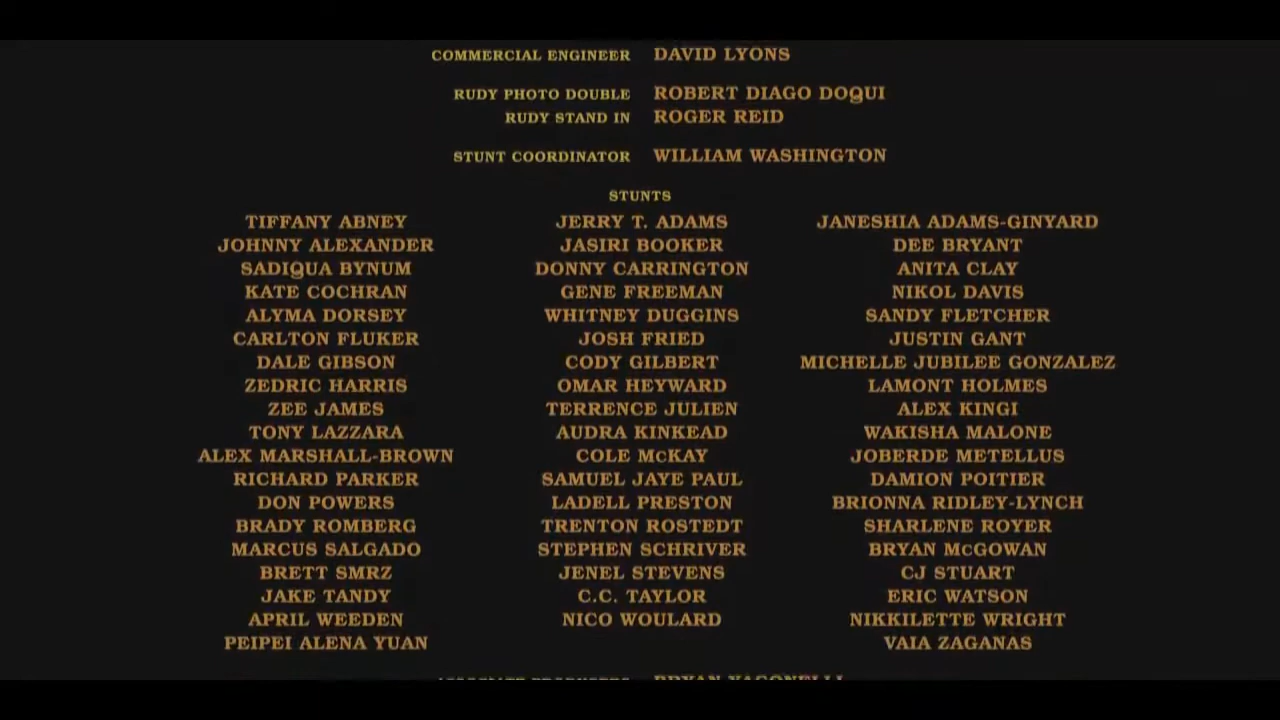 COMMERCIAL ENGINEER DAVID LYONS
RUDY PHOTO DOUBLE ROBERT DIAGO DOQUI
RUDY STAND IN ROGER REID
STUNT COORDINATOR WILLIAM WASHINGTON
STUNTS
TIFFANY ABNEY JERRY T. ADAMS JANESHIA ADAMS-GINYARD
JOHNNY ALEXANDER JASIRI BOOKER DEE BRYANT
SADIQUA BYNUM DONNY CARRINGTON ANITA CLAY
KATE COCHRAN GENE FREEMAN NIKOL DAVIS
ALYMA DORSEY WHITNEY DUGGINS SANDY FLETCHER
CARLTON FLUKER JOSH FRIED JUSTIN GANT
DALE GIBSON CODY GILBERT MICHELLE JUBILEE GONZALEZ
ZEDRIC HARRIS OMAR HEYWARD LAMONT HOLMES
ZEE JAMES TERRENCE JULIEN ALEX KINGI
TONY LAZZARA AUDRA KINKEAD WAKISHA MALONE
ALEX MARSHALL-BROWN COLE McKAY JOBERDE METELLUS
RICHARD PARKER SAMUEL JAYE PAUL DAMION POITIER
DON POWERS LADELL PRESTON BRIONNA RIDLEY-LYNCH
BRADY ROMBERG TRENTON ROSTEDT SHARLENE ROYER
MARCUS SALGADO STEPHEN SCHRIVER BRYAN McGOWAN
BRETT SMRZ JENEL STEVENS CJ STUART
JAKE TANDY C.C. TAYLOR ERIC WATSON
APRIL WEEDEN NICO WOULARD NIKKILETTE WRIGHT
PEIPEI ALENA YUAN VAIA ZAGANAS